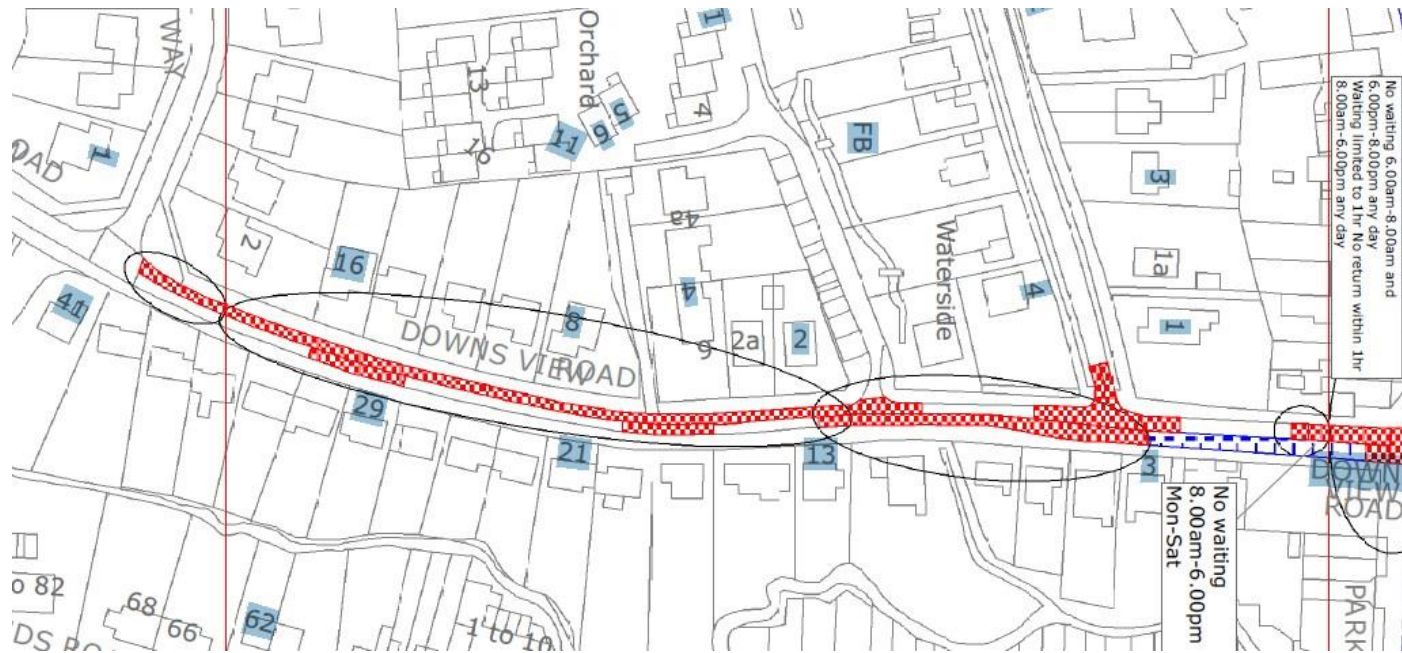 WAY
OAD
1
2
41
16
13
16
11
Orchard
5
6
4
1
4a
4
6
2a
2
FB
Waterside
4
3
1a
1
8
DOWNS VIEW
ROAD
29
21
13
3
No waiting 6.00am-8.00am and
6.00pm-8.00pm any day
Waiting limited to 1hr No return within 1hr
8.00am-6.00pm any day
No waiting
8.00am-6.00pm
Mon-Sat
DOWN
VIEW
ROAD
PARK
o 82
68
66
62
1 to 10
DS RO